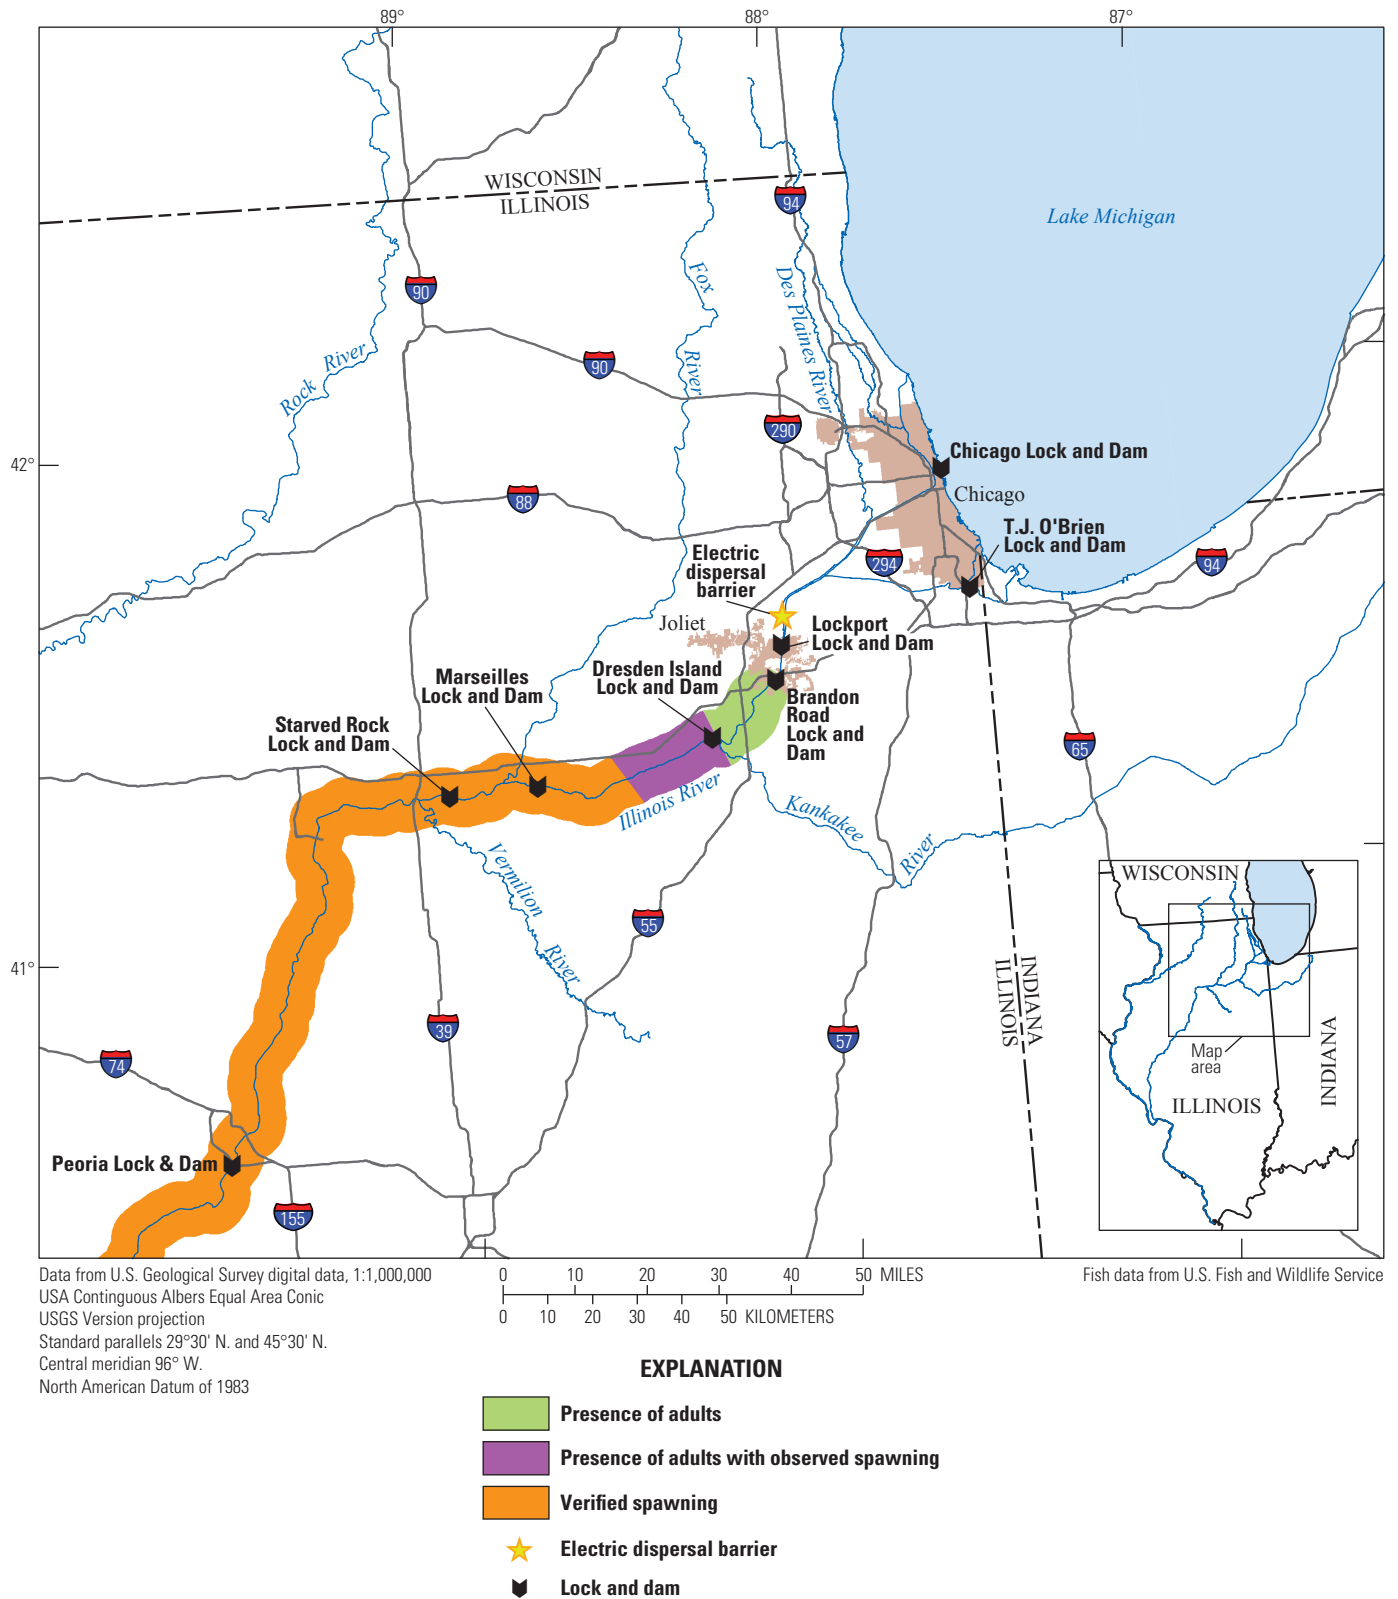 89°
88°
87°
WISCONSIN
ILLINOIS
94
Lake Michigan
90
Fox
River
Des Plaines River
Rock River
90
290
42°
Chicago Lock and Dam
88
Chicago
T.J. O'Brien
Lock and Dam
Electric
dispersal
barrier
294
94
Joliet
Lockport
Lock and Dam
Dresden Island
Lock and Dam
Marseilles
Lock and Dam
Brandon
Road
Lock and
Dam
Starved Rock
Lock and Dam
65
Illinois River
Kankakee
River
Vermilion
River
55
41°
INDIANA
ILLINOIS
39
57
74
Peoria Lock & Dam
155
WISCONSIN
Map
area
ILLINOIS
INDIANA
Data from U.S. Geological Survey digital data, 1:1,000,000
USA Continguous Albers Equal Area Conic
USGS Version projection
Standard parallels 29°30' N. and 45°30' N.
Central meridian 96° W.
North American Datum of 1983
0 10 20 30 40 50 MILES
0 10 20 30 40 50 KILOMETERS
Fish data from U.S. Fish and Wildlife Service
EXPLANATION
Presence of adults
Presence of adults with observed spawning
Verified spawning
Electric dispersal barrier
Lock and dam